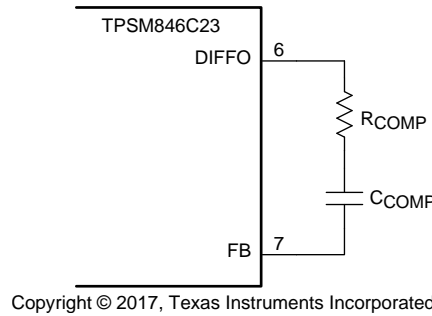 TPSM846C23
DIFFO
6
RCOMP
CCOMP
FB
7
Copyright © 2017, Texas Instruments Incorporated